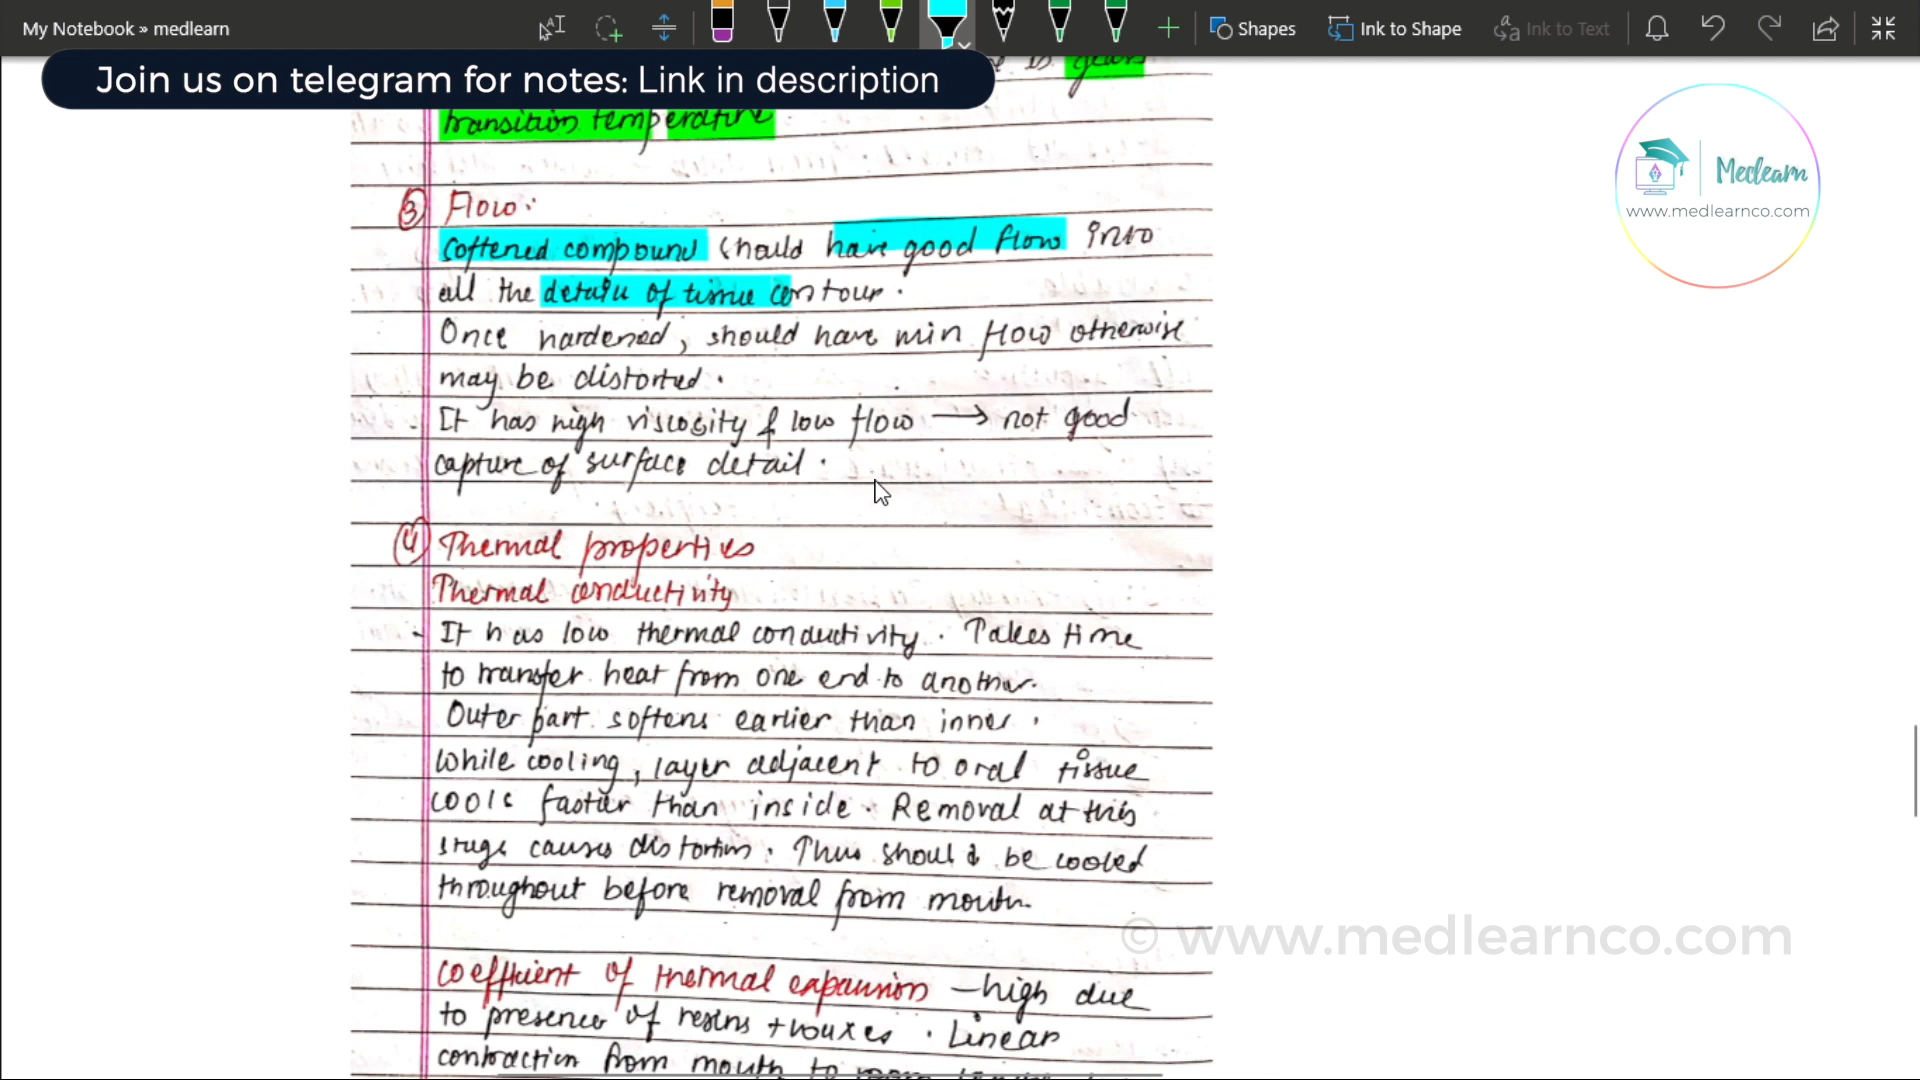 My Notebook » medlearn
Shapes
Ink to Shape
Ink to Text
Join us on telegram for notes: Link in description
is glass
transition temperature
Medlearn
www.medlearnco.com
③ Flow:
Softened compound should have good flow into
all the details of tissue contour.
Once hardened, should have min flow otherwise
may be distorted.
- It has high viscosity & low flow → not good
capture of surface detail.
④ Thermal properties
Thermal conductivity
- It has low thermal conductivity. Takes time
to transfer heat from one end to another.
Outer part softens earlier than inner.
While cooling, layer adjacent to oral tissue
cools faster than inside. Removal at this
stage causes distortion. Thus should be cooled
throughout before removal from mouth.
© www.medlearnco.com
coefficient of thermal expansion – high due
to presence of resins + waxes. Linear
contraction from mouth to room